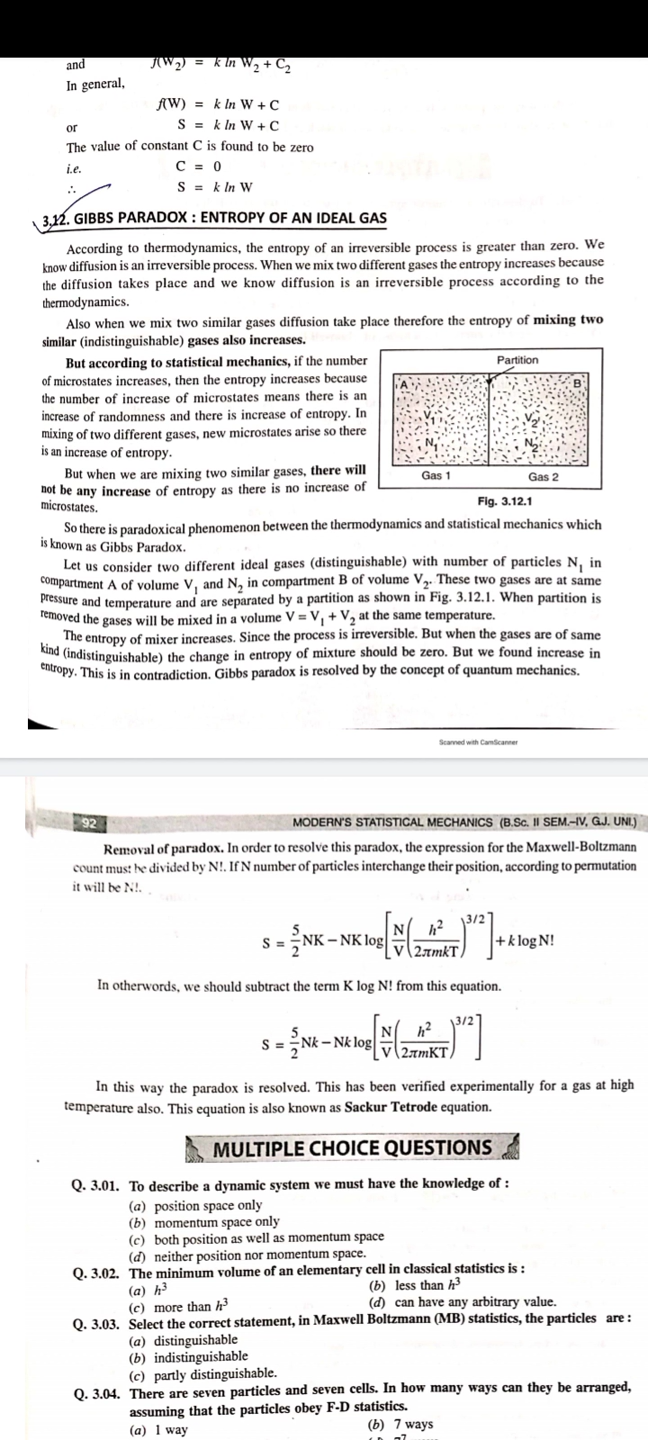 and f(W₂) = k ln W₂ + C₂
In general,
f(W) = k ln W + C
or S = k ln W + C
The value of constant C is found to be zero
i.e. C = 0
∴ S = k ln W
3.12. GIBBS PARADOX : ENTROPY OF AN IDEAL GAS
According to thermodynamics, the entropy of an irreversible process is greater than zero. We
know diffusion is an irreversible process. When we mix two different gases the entropy increases because
the diffusion takes place and we know diffusion is an irreversible process according to the
thermodynamics.
Also when we mix two similar gases diffusion take place therefore the entropy of mixing two
similar (indistinguishable) gases also increases.
But according to statistical mechanics, if the number
of microstates increases, then the entropy increases because
the number of increase of microstates means there is an
increase of randomness and there is increase of entropy. In
mixing of two different gases, new microstates arise so there
is an increase of entropy.
But when we are mixing two similar gases, there will
not be any increase of entropy as there is no increase of
microstates.
Partition
A B
V₁ V₂
N₁ N₂
Gas 1 Gas 2
Fig. 3.12.1
So there is paradoxical phenomenon between the thermodynamics and statistical mechanics which
is known as Gibbs Paradox.
Let us consider two different ideal gases (distinguishable) with number of particles N₁ in
compartment A of volume V₁ and N₂ in compartment B of volume V₂. These two gases are at same
pressure and temperature and are separated by a partition as shown in Fig. 3.12.1. When partition is
removed the gases will be mixed in a volume V = V₁ + V₂ at the same temperature.
The entropy of mixer increases. Since the process is irreversible. But when the gases are of same
kind (indistinguishable) the change in entropy of mixture should be zero. But we found increase in
entropy. This is in contradiction. Gibbs paradox is resolved by the concept of quantum mechanics.
Scanned with CamScanner
92 MODERN'S STATISTICAL MECHANICS (B.Sc. II SEM.–IV, GJ. UNI.)
Removal of paradox. In order to resolve this paradox, the expression for the Maxwell-Boltzmann
count must be divided by N!. If N number of particles interchange their position, according to permutation
it will be N!.
S = 5/2 NK – NK log [N/V (h²/2πmkT)^3/2] + k log N!
In otherwords, we should subtract the term K log N! from this equation.
S = 5/2 Nk – Nk log [N/V (h²/2πmKT)^3/2]
In this way the paradox is resolved. This has been verified experimentally for a gas at high
temperature also. This equation is also known as Sackur Tetrode equation.
MULTIPLE CHOICE QUESTIONS
Q. 3.01. To describe a dynamic system we must have the knowledge of :
(a) position space only
(b) momentum space only
(c) both position as well as momentum space
(d) neither position nor momentum space.
Q. 3.02. The minimum volume of an elementary cell in classical statistics is :
(a) h³ (b) less than h³
(c) more than h³ (d) can have any arbitrary value.
Q. 3.03. Select the correct statement, in Maxwell Boltzmann (MB) statistics, the particles are :
(a) distinguishable
(b) indistinguishable
(c) partly distinguishable.
Q. 3.04. There are seven particles and seven cells. In how many ways can they be arranged,
assuming that the particles obey F-D statistics.
(a) 1 way (b) 7 ways